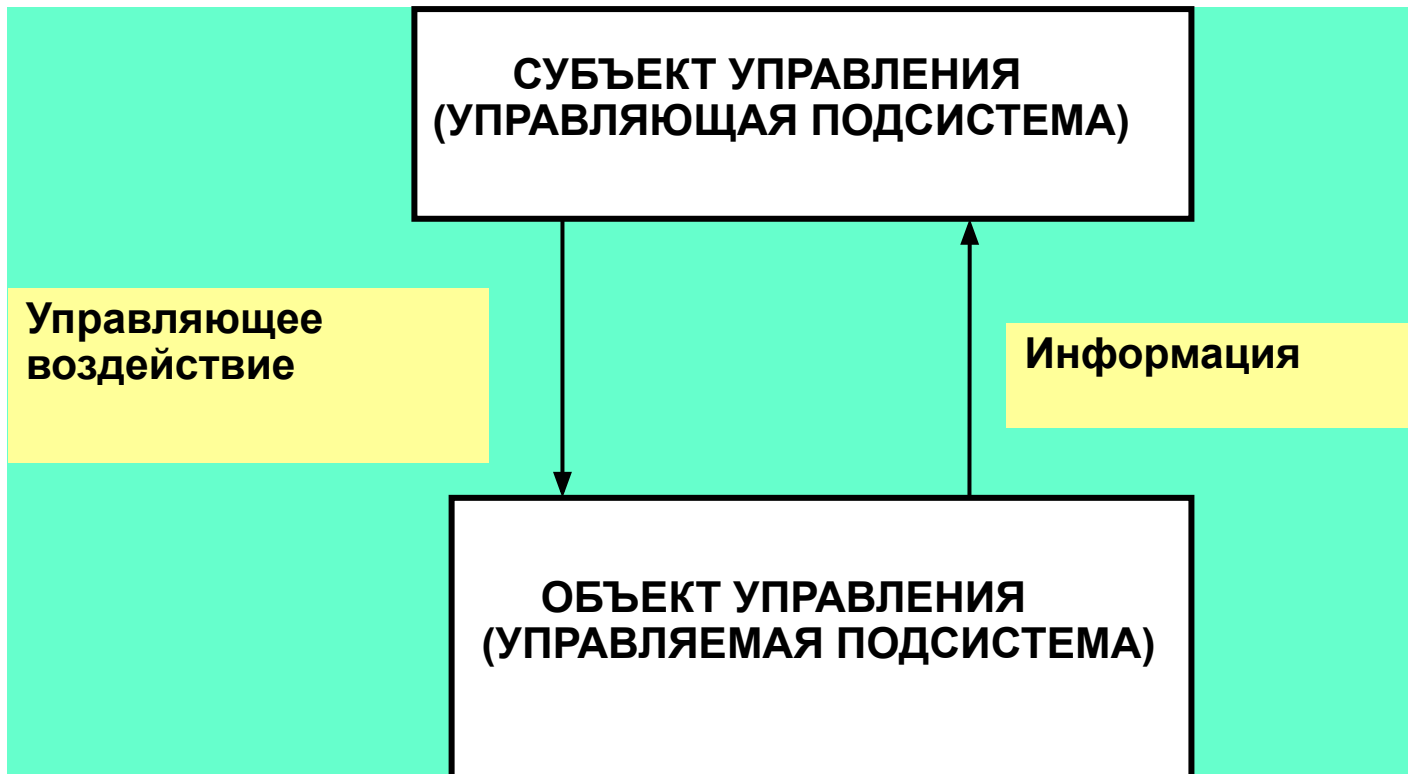 СУБЪЕКТ УПРАВЛЕНИЯ
(УПРАВЛЯЮЩАЯ ПОДСИСТЕМА)
Управляющее
воздействие
Информация
ОБЪЕКТ УПРАВЛЕНИЯ
(УПРАВЛЯЕМАЯ ПОДСИСТЕМА)